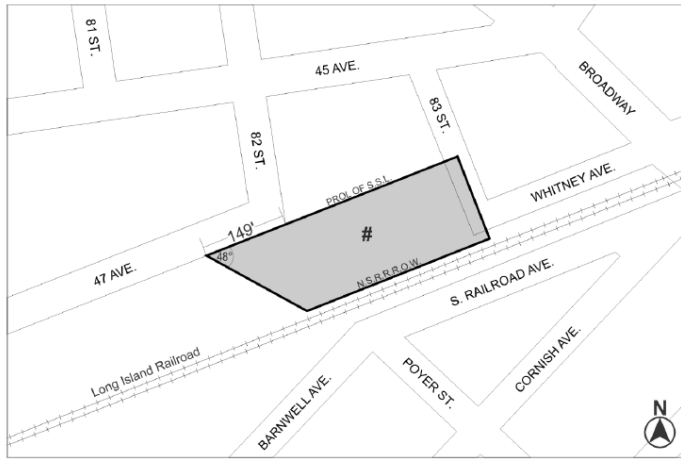 81 ST.
45 AVE.
BROADWAY
83 ST.
82 ST.
PROL OF S.S.L.
WHITNEY AVE.
149'
#
48°
47 AVE.
N.S.R.R.R.O.W.
S. RAILROAD AVE.
Long Island Railroad
POYER ST.
CORNISH AVE.
BARNWELL AVE.
N